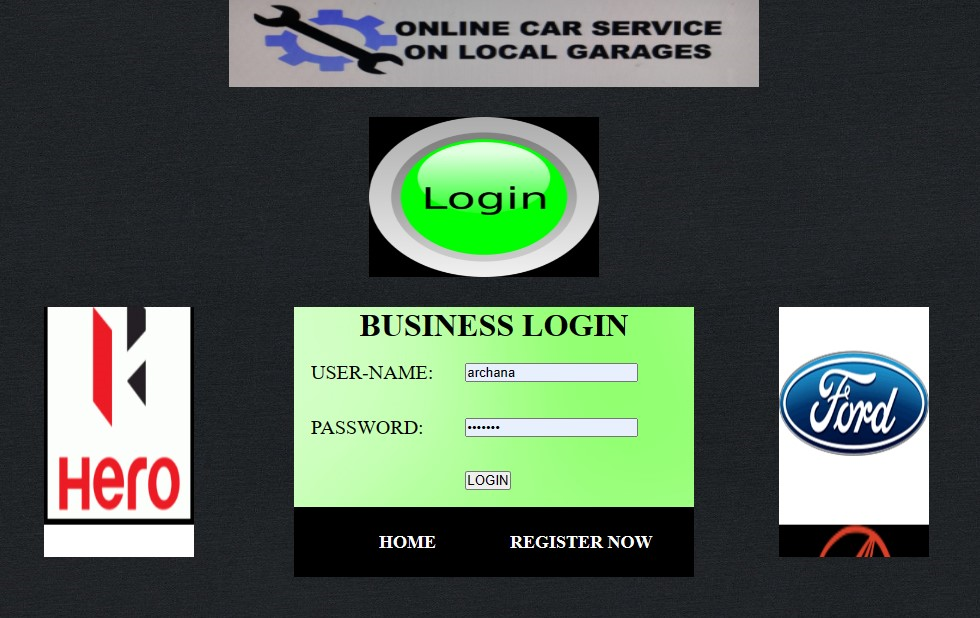 ONLINE CAR SERVICE
ON LOCAL GARAGES
Login
Hero
BUSINESS LOGIN
USER-NAME: archana
PASSWORD: •••••••
LOGIN
HOME REGISTER NOW
Ford